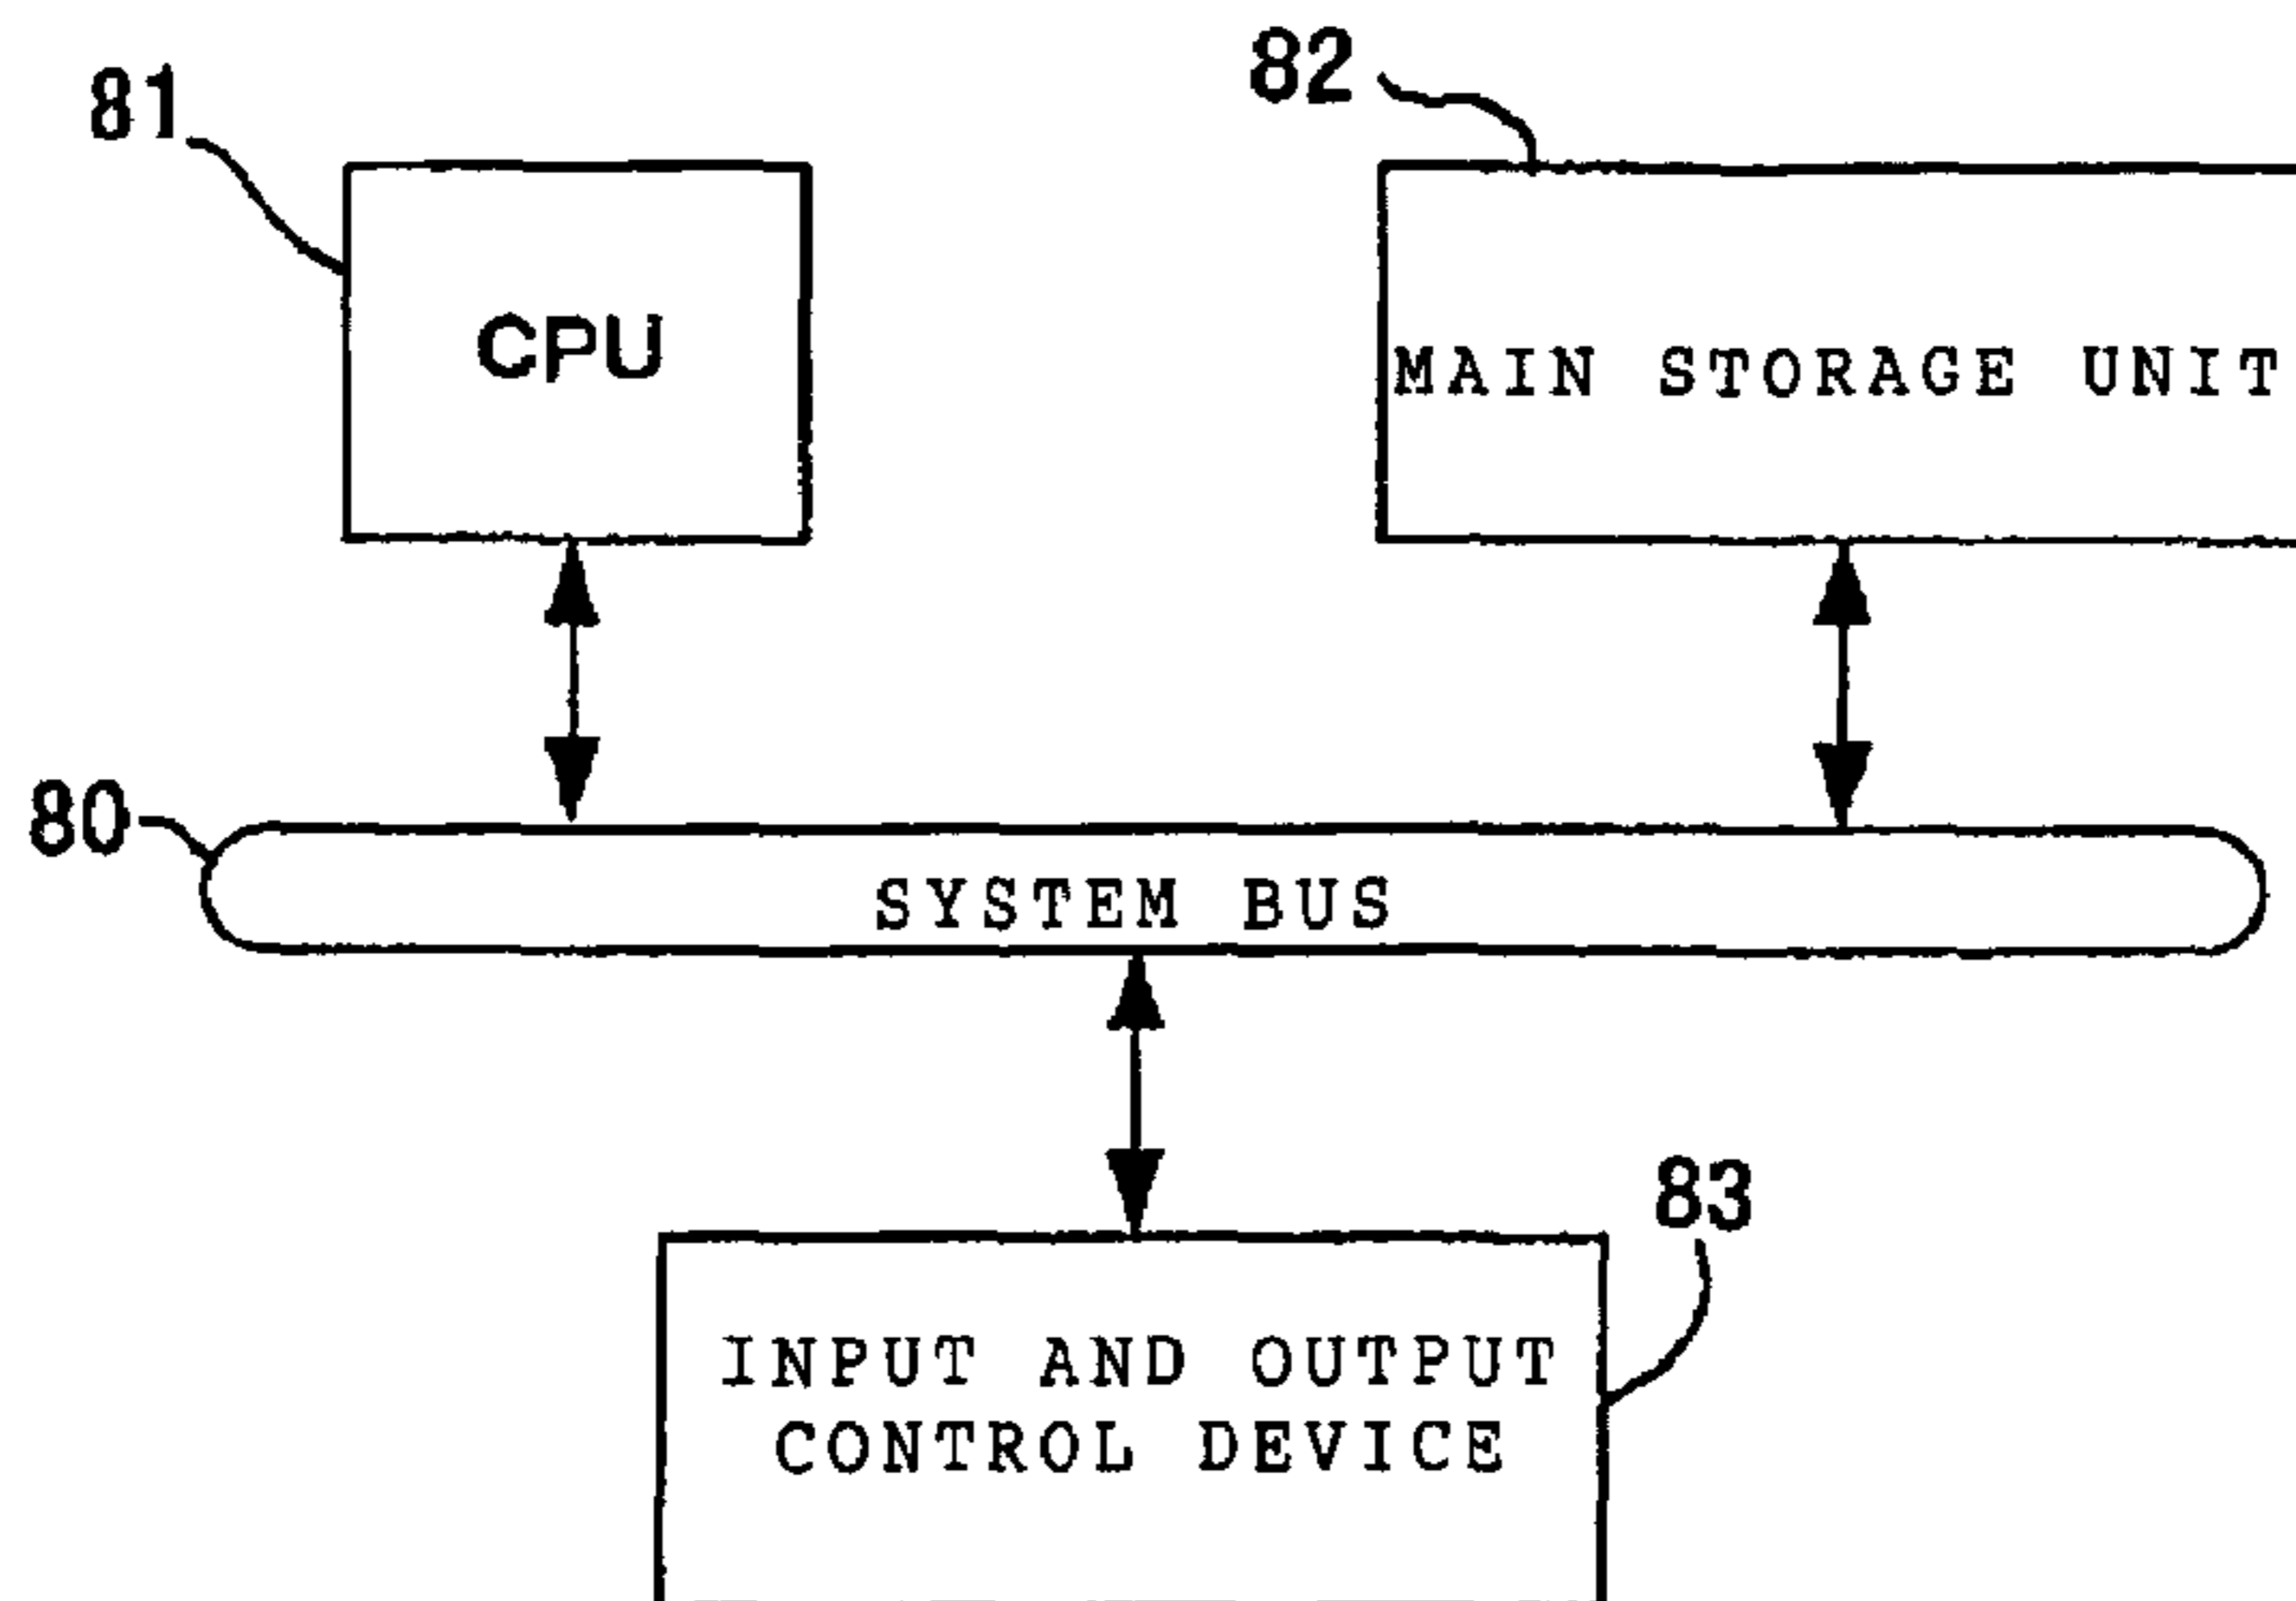 81
82
CPU
MAIN STORAGE UNIT
80
SYSTEM BUS
83
INPUT AND OUTPUT
CONTROL DEVICE